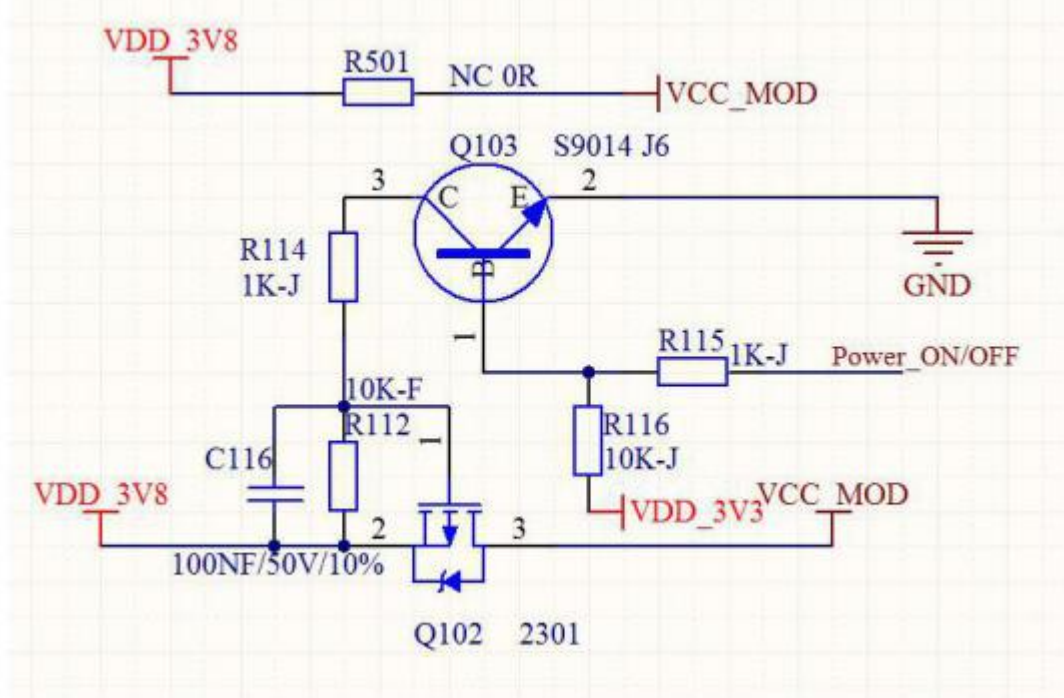 VDD_3V8
R501
NC 0R
VCC_MOD
Q103
S9014 J6
3
C
E
2
R114
1K-J
B
GND
1
R115
1K-J
Power_ON/OFF
10K-F
R112
1
R116
10K-J
C116
VDD_3V8
VDD_3V3
VCC_MOD
2
3
100NF/50V/10%
Q102
2301